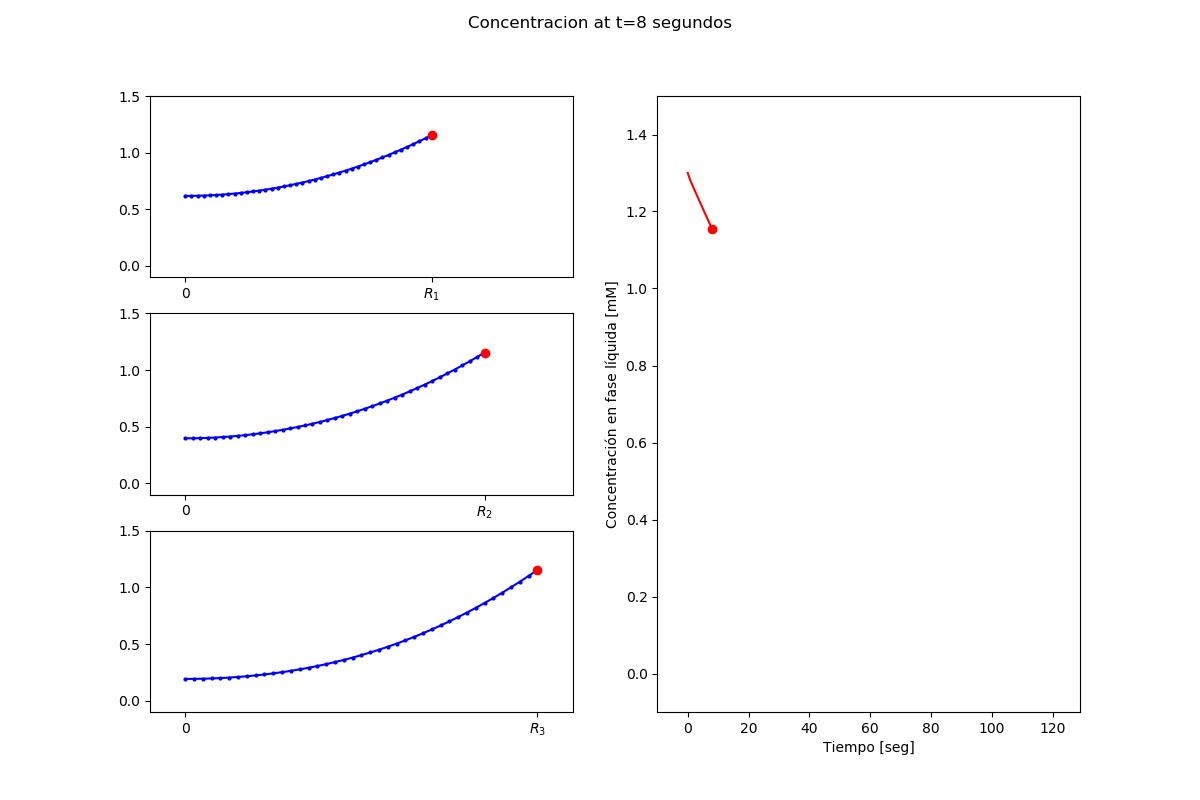 Concentracion at t=8 segundos
1.5
1.0
0.5
0.0
0 R₁
1.5
1.0
0.5
0.0
0 R₂
1.5
1.0
0.5
0.0
0 R₃
Concentración en fase líquida [mM]
1.4
1.2
1.0
0.8
0.6
0.4
0.2
0.0
0 20 40 60 80 100 120
Tiempo [seg]